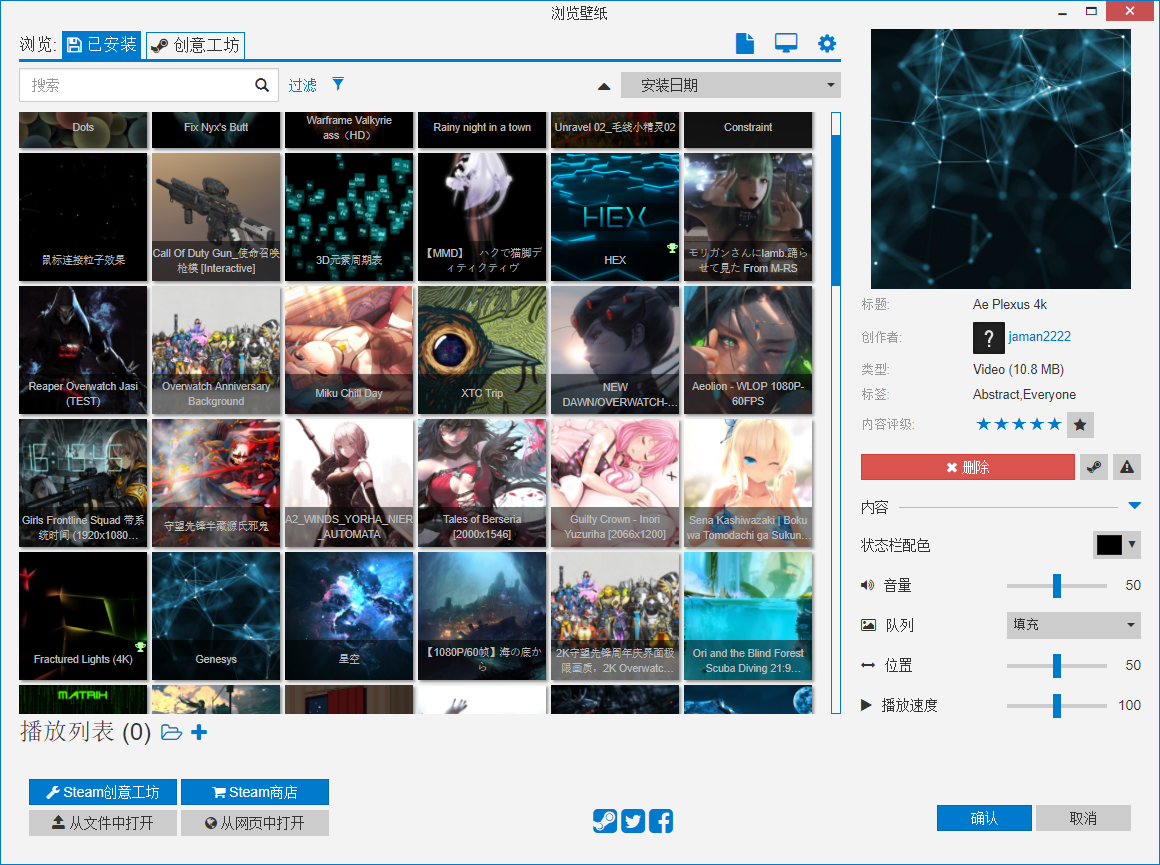 浏览壁纸
浏览: 已安装 创意工坊
搜索 过滤 安装日期
Dots
Fix Nyx's Butt
Warframe Valkyrie
ass（HD）
Rainy night in a town
Unravel 02_毛线小精灵02
Constraint
鼠标连接粒子效果
Call Of Duty Gun_使命召唤
枪模 [Interactive]
3D元素周期表
【MMD】 ハクで猫脚デ
ィティクティヴ
HEX
HEX
モリガンさんにlamb.踊ら
せて見た From M-RS
Reaper Overwatch Jasi
(TEST)
Overwatch Anniversary
Background
Miku Chill Day
XTC Trip
NEW
DAWN/OVERWATCH-...
Aeolion - WLOP 1080P-
60FPS
Girls Frontline Squad 带系
统时间 (1920x1080...
守望先锋半藏源氏邪鬼
A2_WINDS_YORHA_NIER
_AUTOMATA
Tales of Berseria
[2000x1546]
Guilty Crown - Inori
Yuzuriha [2066x1200]
Sena Kashiwazaki | Boku
wa Tomodachi ga Sukun...
Fractured Lights (4K)
Genesys
星空
【1080P/60帧】海の底か
ら
2K守望先锋周年庆界面极
限画质，2K Overwatc...
Ori and the Blind Forest
Scuba Diving 21:9...
MATRIX
播放列表 (0)
Steam创意工坊 Steam商店
从文件中打开 从网页中打开
标题: Ae Plexus 4k
创作者: ? jaman2222
类型: Video (10.8 MB)
标签: Abstract,Everyone
内容评级:
删除
内容
状态栏配色
音量 50
队列 填充
位置 50
播放速度 100
确认 取消